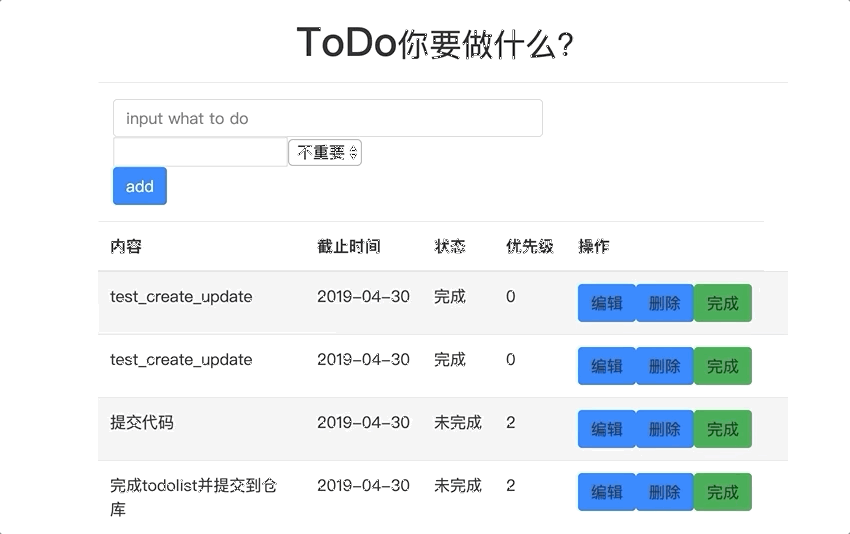 ToDo你要做什么?
input what to do
不重要
add
内容 截止时间 状态 优先级 操作
test_create_update 2019-04-30 完成 0 编辑 删除 完成
test_create_update 2019-04-30 完成 0 编辑 删除 完成
提交代码 2019-04-30 未完成 2 编辑 删除 完成
完成todolist并提交到仓 2019-04-30 未完成 2 编辑 删除 完成
库